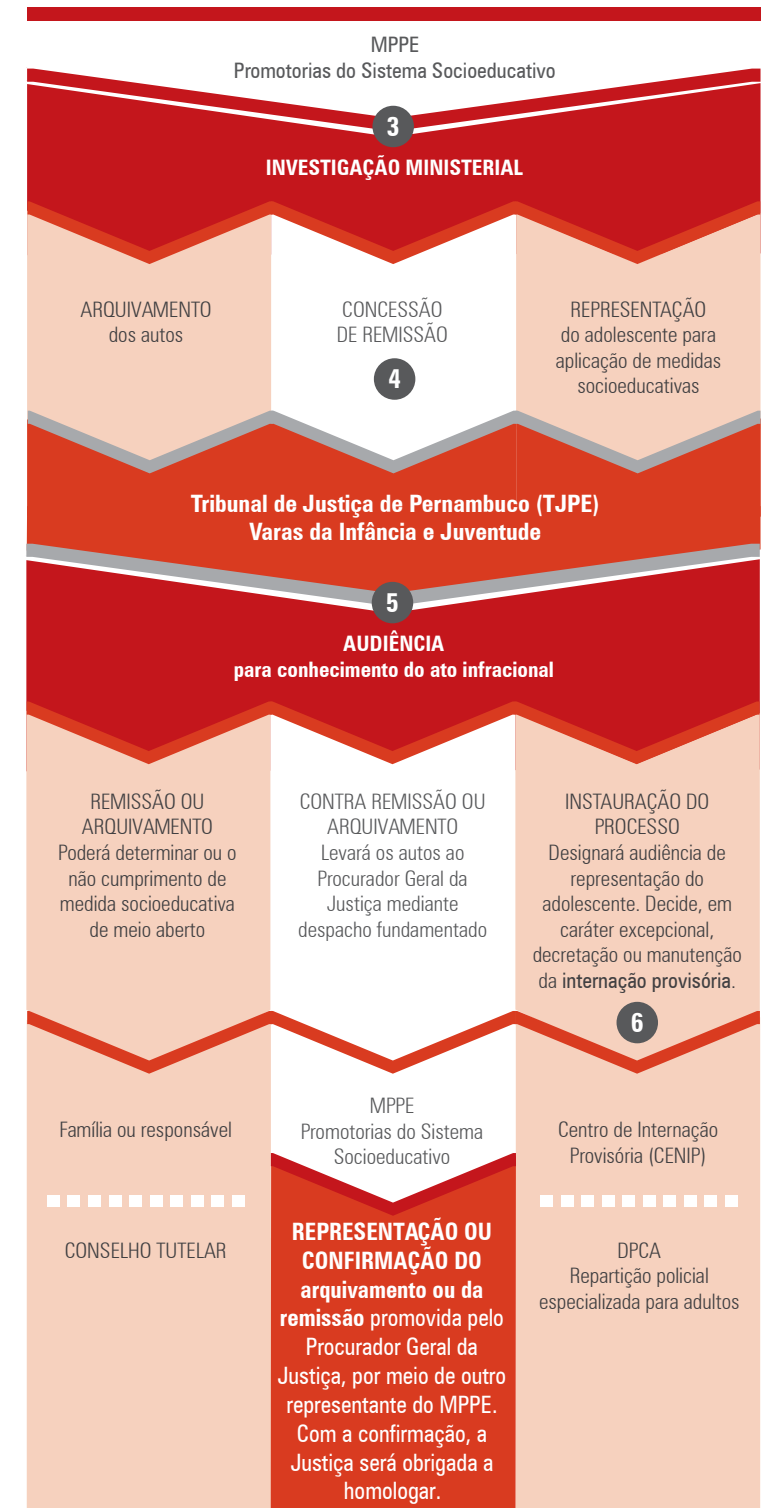 MPPE
Promotorias do Sistema Socioeducativo
3
INVESTIGAÇÃO MINISTERIAL
ARQUIVAMENTO
dos autos
CONCESSÃO
DE REMISSÃO
4
REPRESENTAÇÃO
do adolescente para
aplicação de medidas
socioeducativas
Tribunal de Justiça de Pernambuco (TJPE)
Varas da Infância e Juventude
5
AUDIÊNCIA
para conhecimento do ato infracional
REMISSÃO OU
ARQUIVAMENTO
Poderá determinar ou o
não cumprimento de
medida socioeducativa
de meio aberto
CONTRA REMISSÃO OU
ARQUIVAMENTO
Levará os autos ao
Procurador Geral da
Justiça mediante
despacho fundamentado
INSTAURAÇÃO DO
PROCESSO
Designará audiência de
representação do
adolescente. Decide, em
caráter excepcional,
decretação ou manutenção
da internação provisória.
6
Família ou responsável
CONSELHO TUTELAR
MPPE
Promotorias do Sistema
Socioeducativo
REPRESENTAÇÃO OU
CONFIRMAÇÃO DO
arquivamento ou da
remissão promovida pelo
Procurador Geral da
Justiça, por meio de outro
representante do MPPE.
Com a confirmação, a
Justiça será obrigada a
homologar.
Centro de Internação
Provisória (CENIP)
DPCA
Repartição policial
especializada para adultos